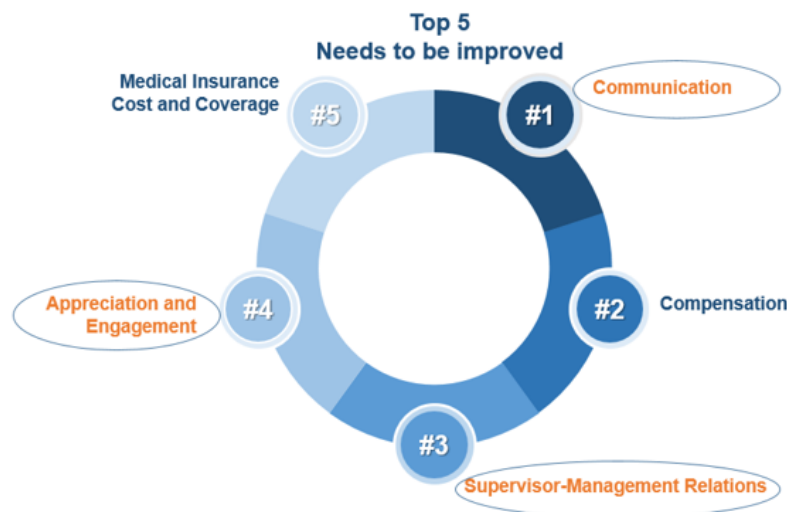 Top 5
Needs to be improved
#1
Communication
#2
Compensation
#3
Supervisor-Management Relations
#4
Appreciation and
Engagement
#5
Medical Insurance
Cost and Coverage